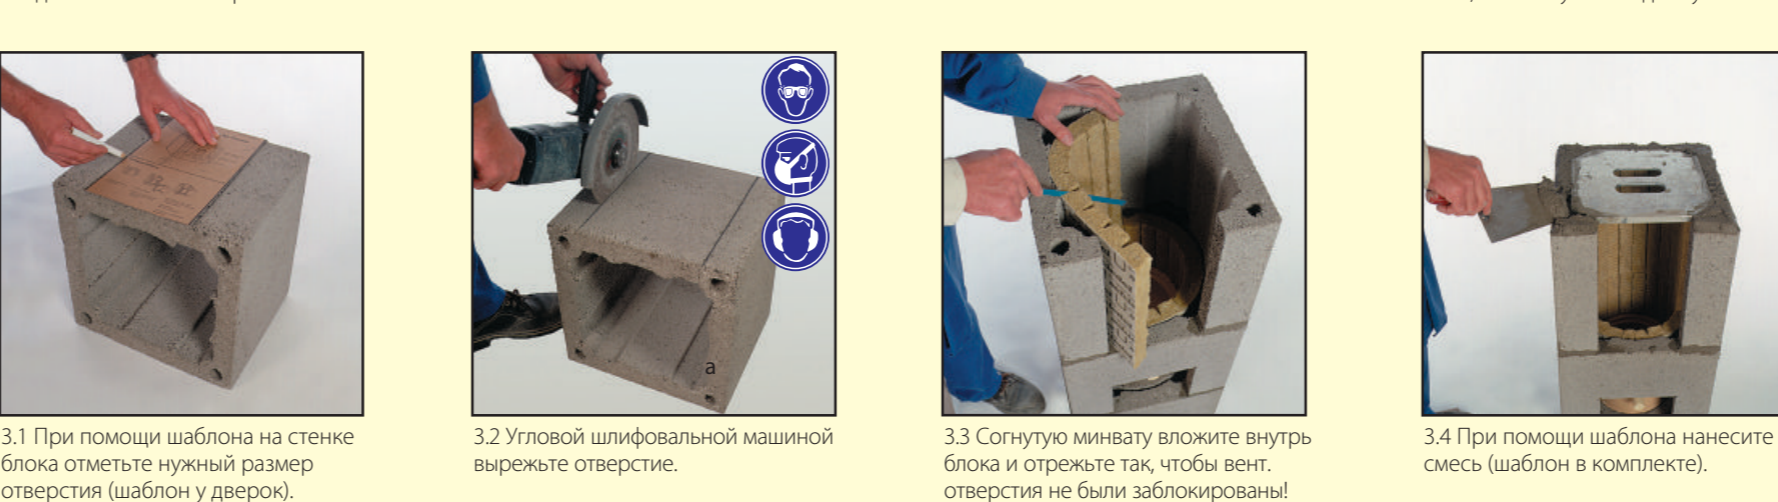 3.1 При помощи шаблона на стенке
блока отметьте нужный размер
отверстия (шаблон у дверок).
a
3.2 Угловой шлифовальной машиной
вырежьте отверстие.
3.3 Согнутую минвату вложите внутрь
блока и отрежьте так, чтобы вент.
отверстия не были заблокированы!
3.4 При помощи шаблона нанесите
смесь (шаблон в комплекте).